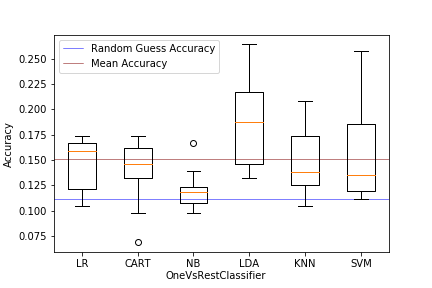 Random Guess Accuracy
Mean Accuracy
0.250
0.225
0.200
0.175
0.150
0.125
0.100
0.075
Accuracy
LR CART NB LDA KNN SVM
OneVsRestClassifier